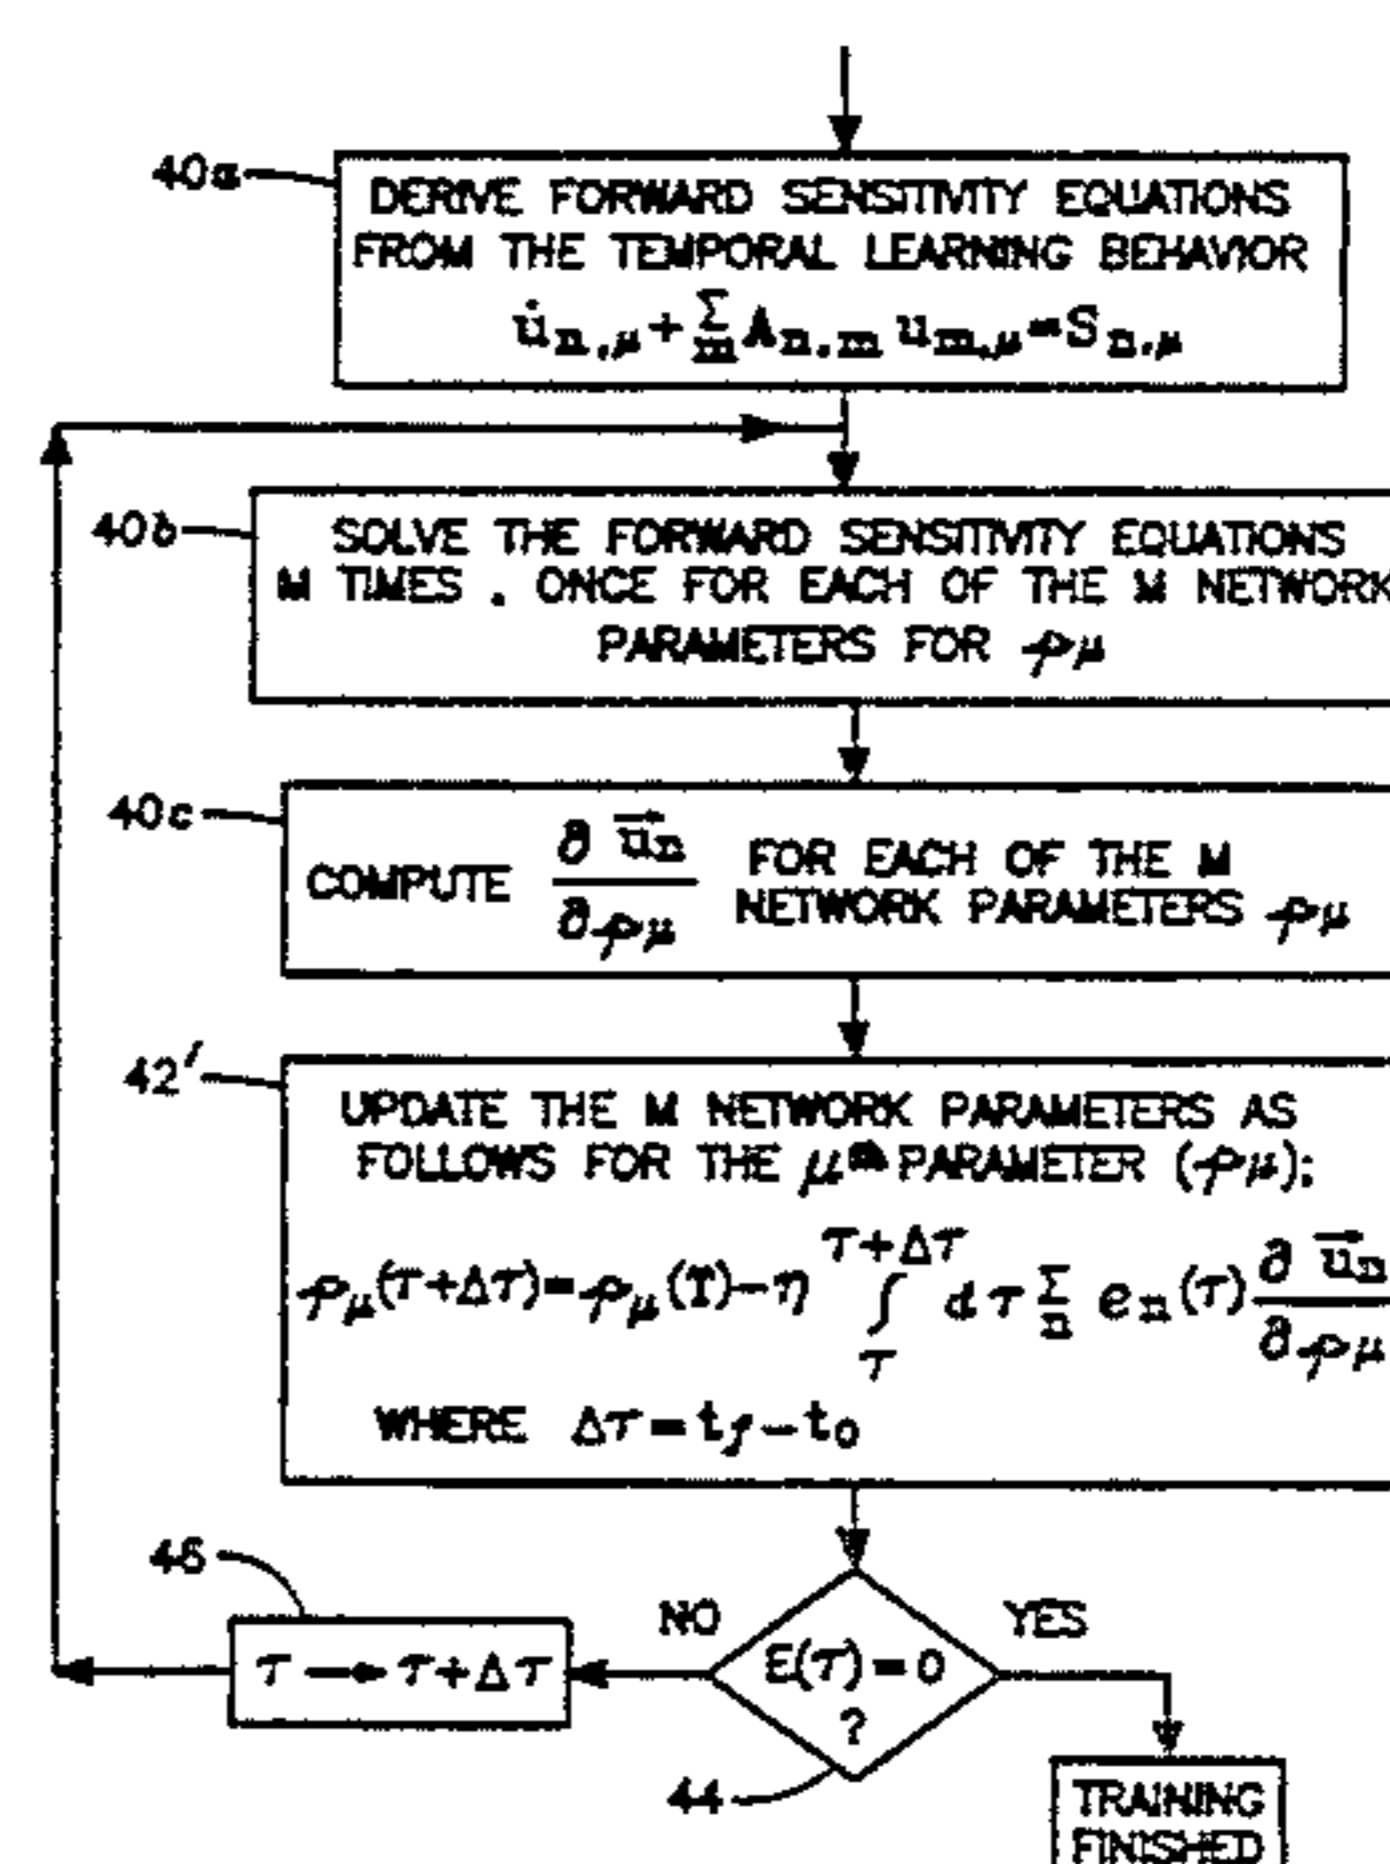 40a
DERIVE FORWARD SENSITIVITY EQUATIONS
FROM THE TEMPORAL LEARNING BEHAVIOR
u̇n,μ + Σm An,m um,μ = Sn,μ
40b
SOLVE THE FORWARD SENSITIVITY EQUATIONS
M TIMES . ONCE FOR EACH OF THE M NETWORK
PARAMETERS FOR pμ
40c
COMPUTE ∂u⃗n/∂pμ FOR EACH OF THE M
NETWORK PARAMETERS pμ
42′
UPDATE THE M NETWORK PARAMETERS AS
FOLLOWS FOR THE μth PARAMETER (pμ):
pμ(τ+Δτ)=pμ(T)−η ∫τ^τ+Δτ dτ Σn en(τ) ∂u⃗n/∂pμ
WHERE Δτ = tf − t0
46
τ → τ+Δτ
NO
YES
E(τ) = 0
?
44
TRAINING
FINISHED